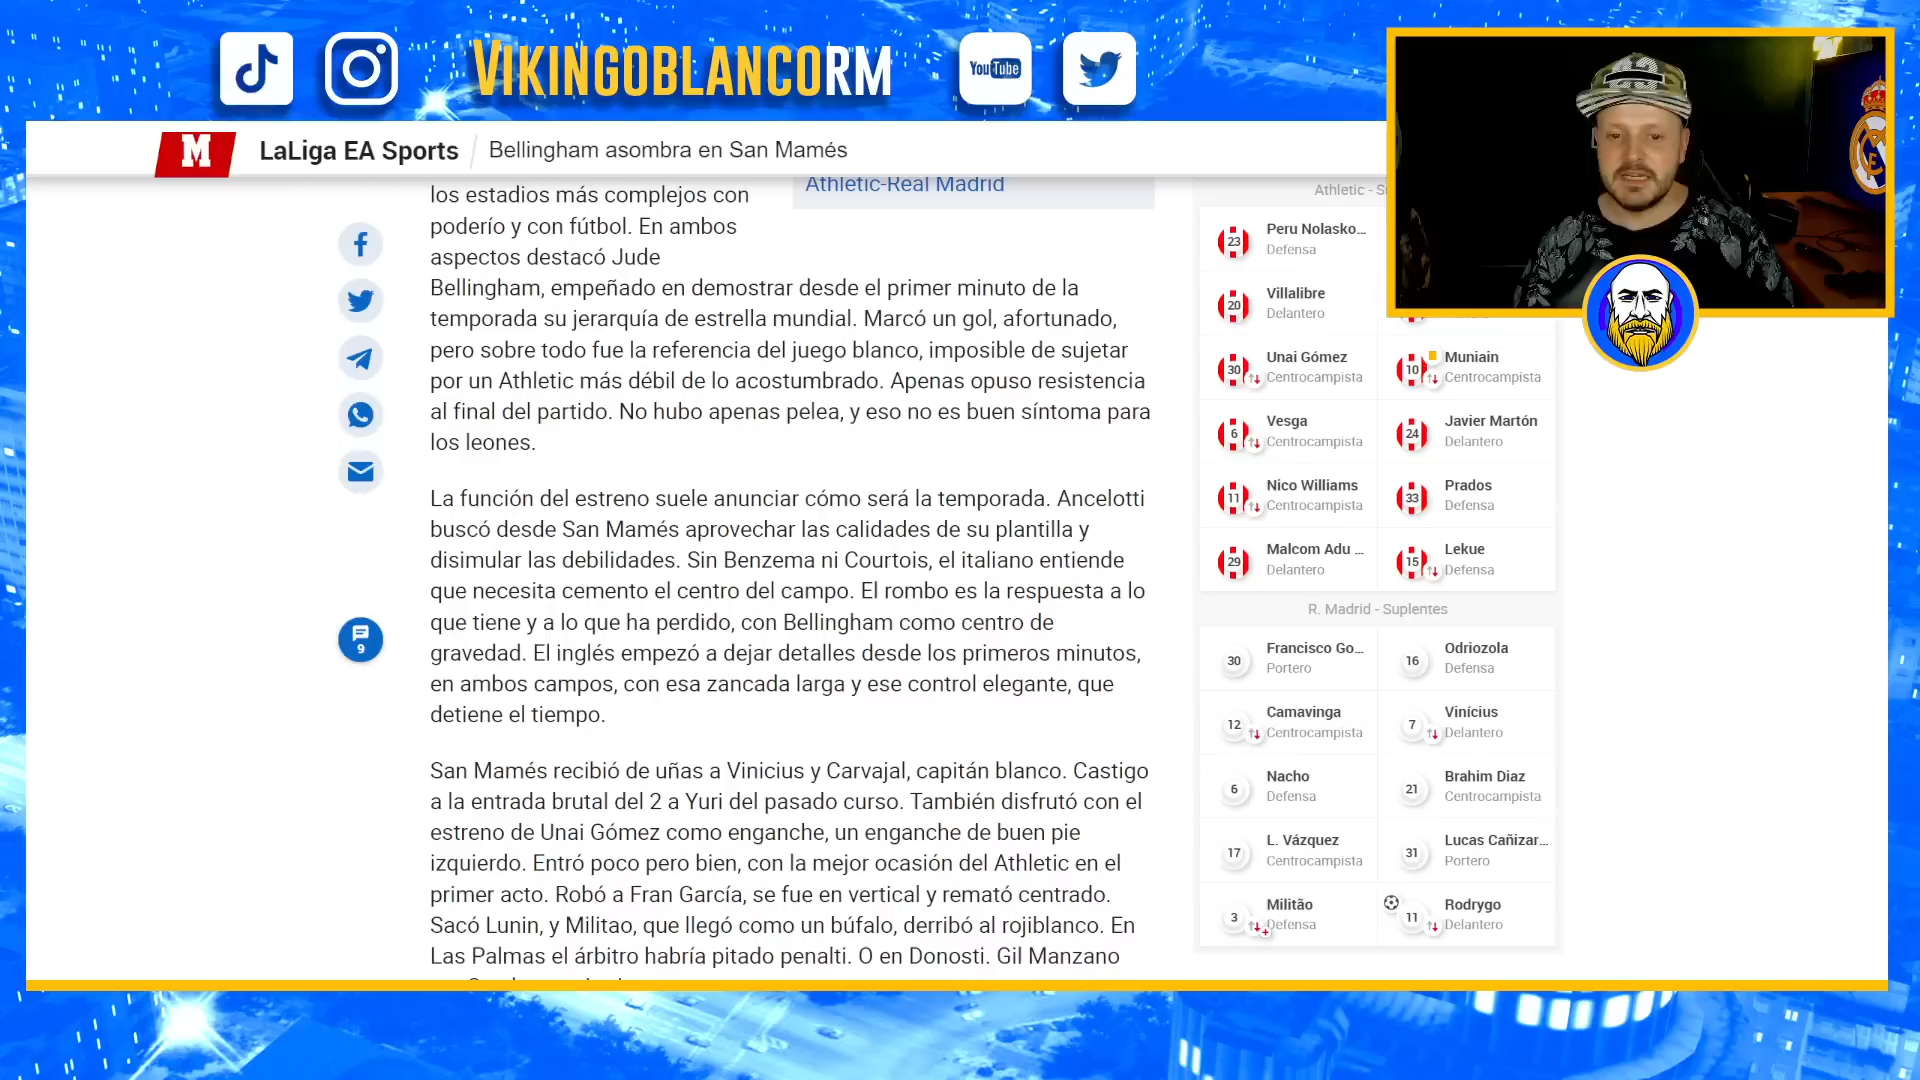 VIKINGOBLANCORM
You Tube
M
LaLiga EA Sports
Bellingham asombra en San Mamés
Athletic-Real Madrid
los estadios más complejos con
poderío y con fútbol. En ambos
aspectos destacó Jude
Bellingham, empeñado en demostrar desde el primer minuto de la
temporada su jerarquía de estrella mundial. Marcó un gol, afortunado,
pero sobre todo fue la referencia del juego blanco, imposible de sujetar
por un Athletic más débil de lo acostumbrado. Apenas opuso resistencia
al final del partido. No hubo apenas pelea, y eso no es buen síntoma para
los leones.
La función del estreno suele anunciar cómo será la temporada. Ancelotti
buscó desde San Mamés aprovechar las calidades de su plantilla y
disimular las debilidades. Sin Benzema ni Courtois, el italiano entiende
que necesita cemento el centro del campo. El rombo es la respuesta a lo
que tiene y a lo que ha perdido, con Bellingham como centro de
gravedad. El inglés empezó a dejar detalles desde los primeros minutos,
en ambos campos, con esa zancada larga y ese control elegante, que
detiene el tiempo.
San Mamés recibió de uñas a Vinicius y Carvajal, capitán blanco. Castigo
a la entrada brutal del 2 a Yuri del pasado curso. También disfrutó con el
estreno de Unai Gómez como enganche, un enganche de buen pie
izquierdo. Entró poco pero bien, con la mejor ocasión del Athletic en el
primer acto. Robó a Fran García, se fue en vertical y remató centrado.
Sacó Lunin, y Militao, que llegó como un búfalo, derribó al rojiblanco. En
Las Palmas el árbitro habría pitado penalti. O en Donosti. Gil Manzano
9
Athletic - S
23
Peru Nolasko...
Defensa
20
Villalibre
Delantero
30
Unai Gómez
Centrocampista
10
Muniain
Centrocampista
6
Vesga
Centrocampista
24
Javier Martón
Delantero
11
Nico Williams
Centrocampista
33
Prados
Defensa
29
Malcom Adu ...
Delantero
15
Lekue
Defensa
R. Madrid - Suplentes
30
Francisco Go...
Portero
16
Odriozola
Defensa
12
Camavinga
Centrocampista
7
Vinícius
Delantero
6
Nacho
Defensa
21
Brahim Diaz
Centrocampista
17
L. Vázquez
Centrocampista
31
Lucas Cañizar...
Portero
3
Militão
Defensa
11
Rodrygo
Delantero